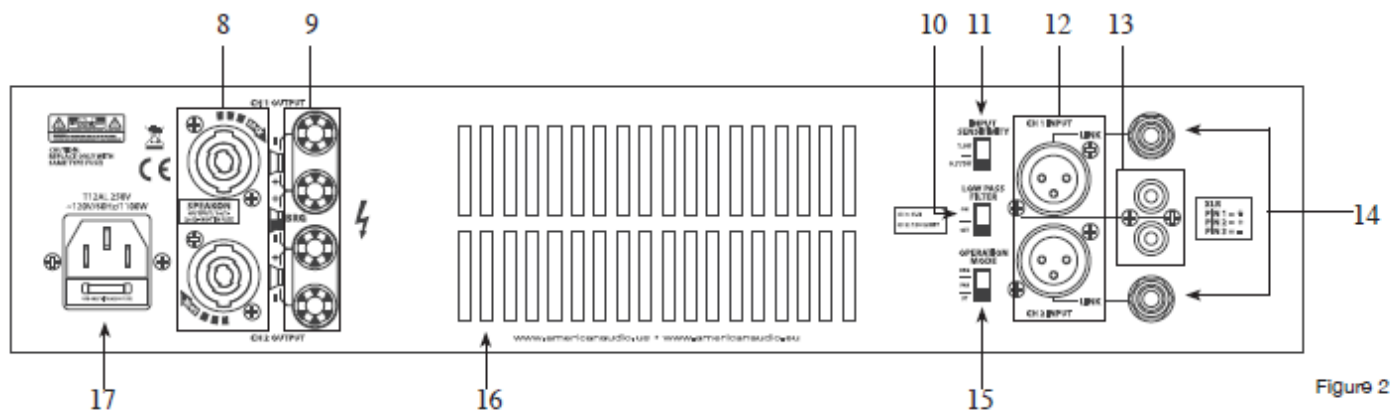 8 9 10 11 12 13
CH 1 OUTPUT
CAUTION:
REPLACE ONLY WITH
SAME TYPE FUSE
CE
T12AL 250V
~120V/60Hz/1100W
SPEAKON
BRG
CH 2 OUTPUT
www.americanaudio.us • www.americanaudio.eu
INPUT
SENSITIVITY
LOW PASS
FILTER
OPERATION
MODE
CH 1 INPUT
LINK
LINK
CH 2 INPUT
XLR
PIN 1 =
PIN 2 = +
PIN 3 = -
14
17 16 15
Figure 2